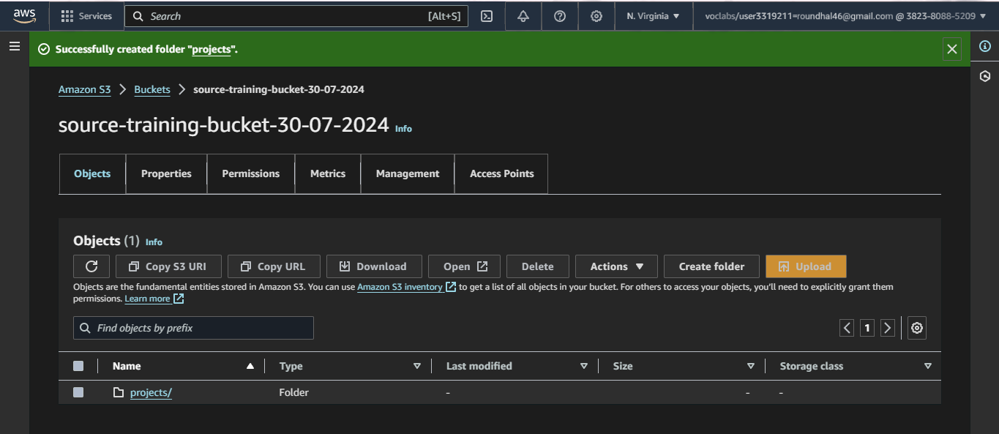 aws Services Search [Alt+S] N. Virginia voclabs/user3319211=roundhal46@gmail.com @ 3823-8088-5209
Successfully created folder "projects".
Amazon S3 Buckets source-training-bucket-30-07-2024
source-training-bucket-30-07-2024 Info
Objects Properties Permissions Metrics Management Access Points
Objects (1) Info
Copy S3 URI Copy URL Download Open Delete Actions Create folder Upload
Objects are the fundamental entities stored in Amazon S3. You can use Amazon S3 inventory to get a list of all objects in your bucket. For others to access your objects, you'll need to explicitly grant them
permissions. Learn more
Find objects by prefix 1
Name Type Last modified Size Storage class
projects/ Folder - - -